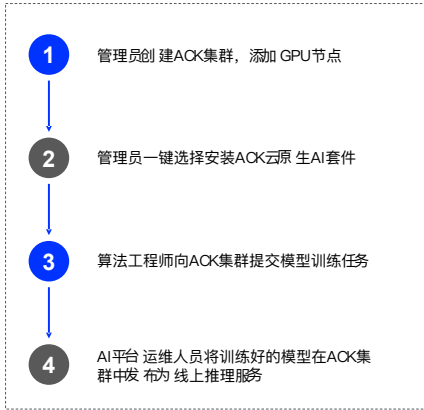 1
管理员创建ACK集群，添加GPU节点
2
管理员一键选择安装ACK云原生AI套件
3
算法工程师向ACK集群提交模型训练任务
4
AI平台运维人员将训练好的模型在ACK集
群中发布为线上推理服务